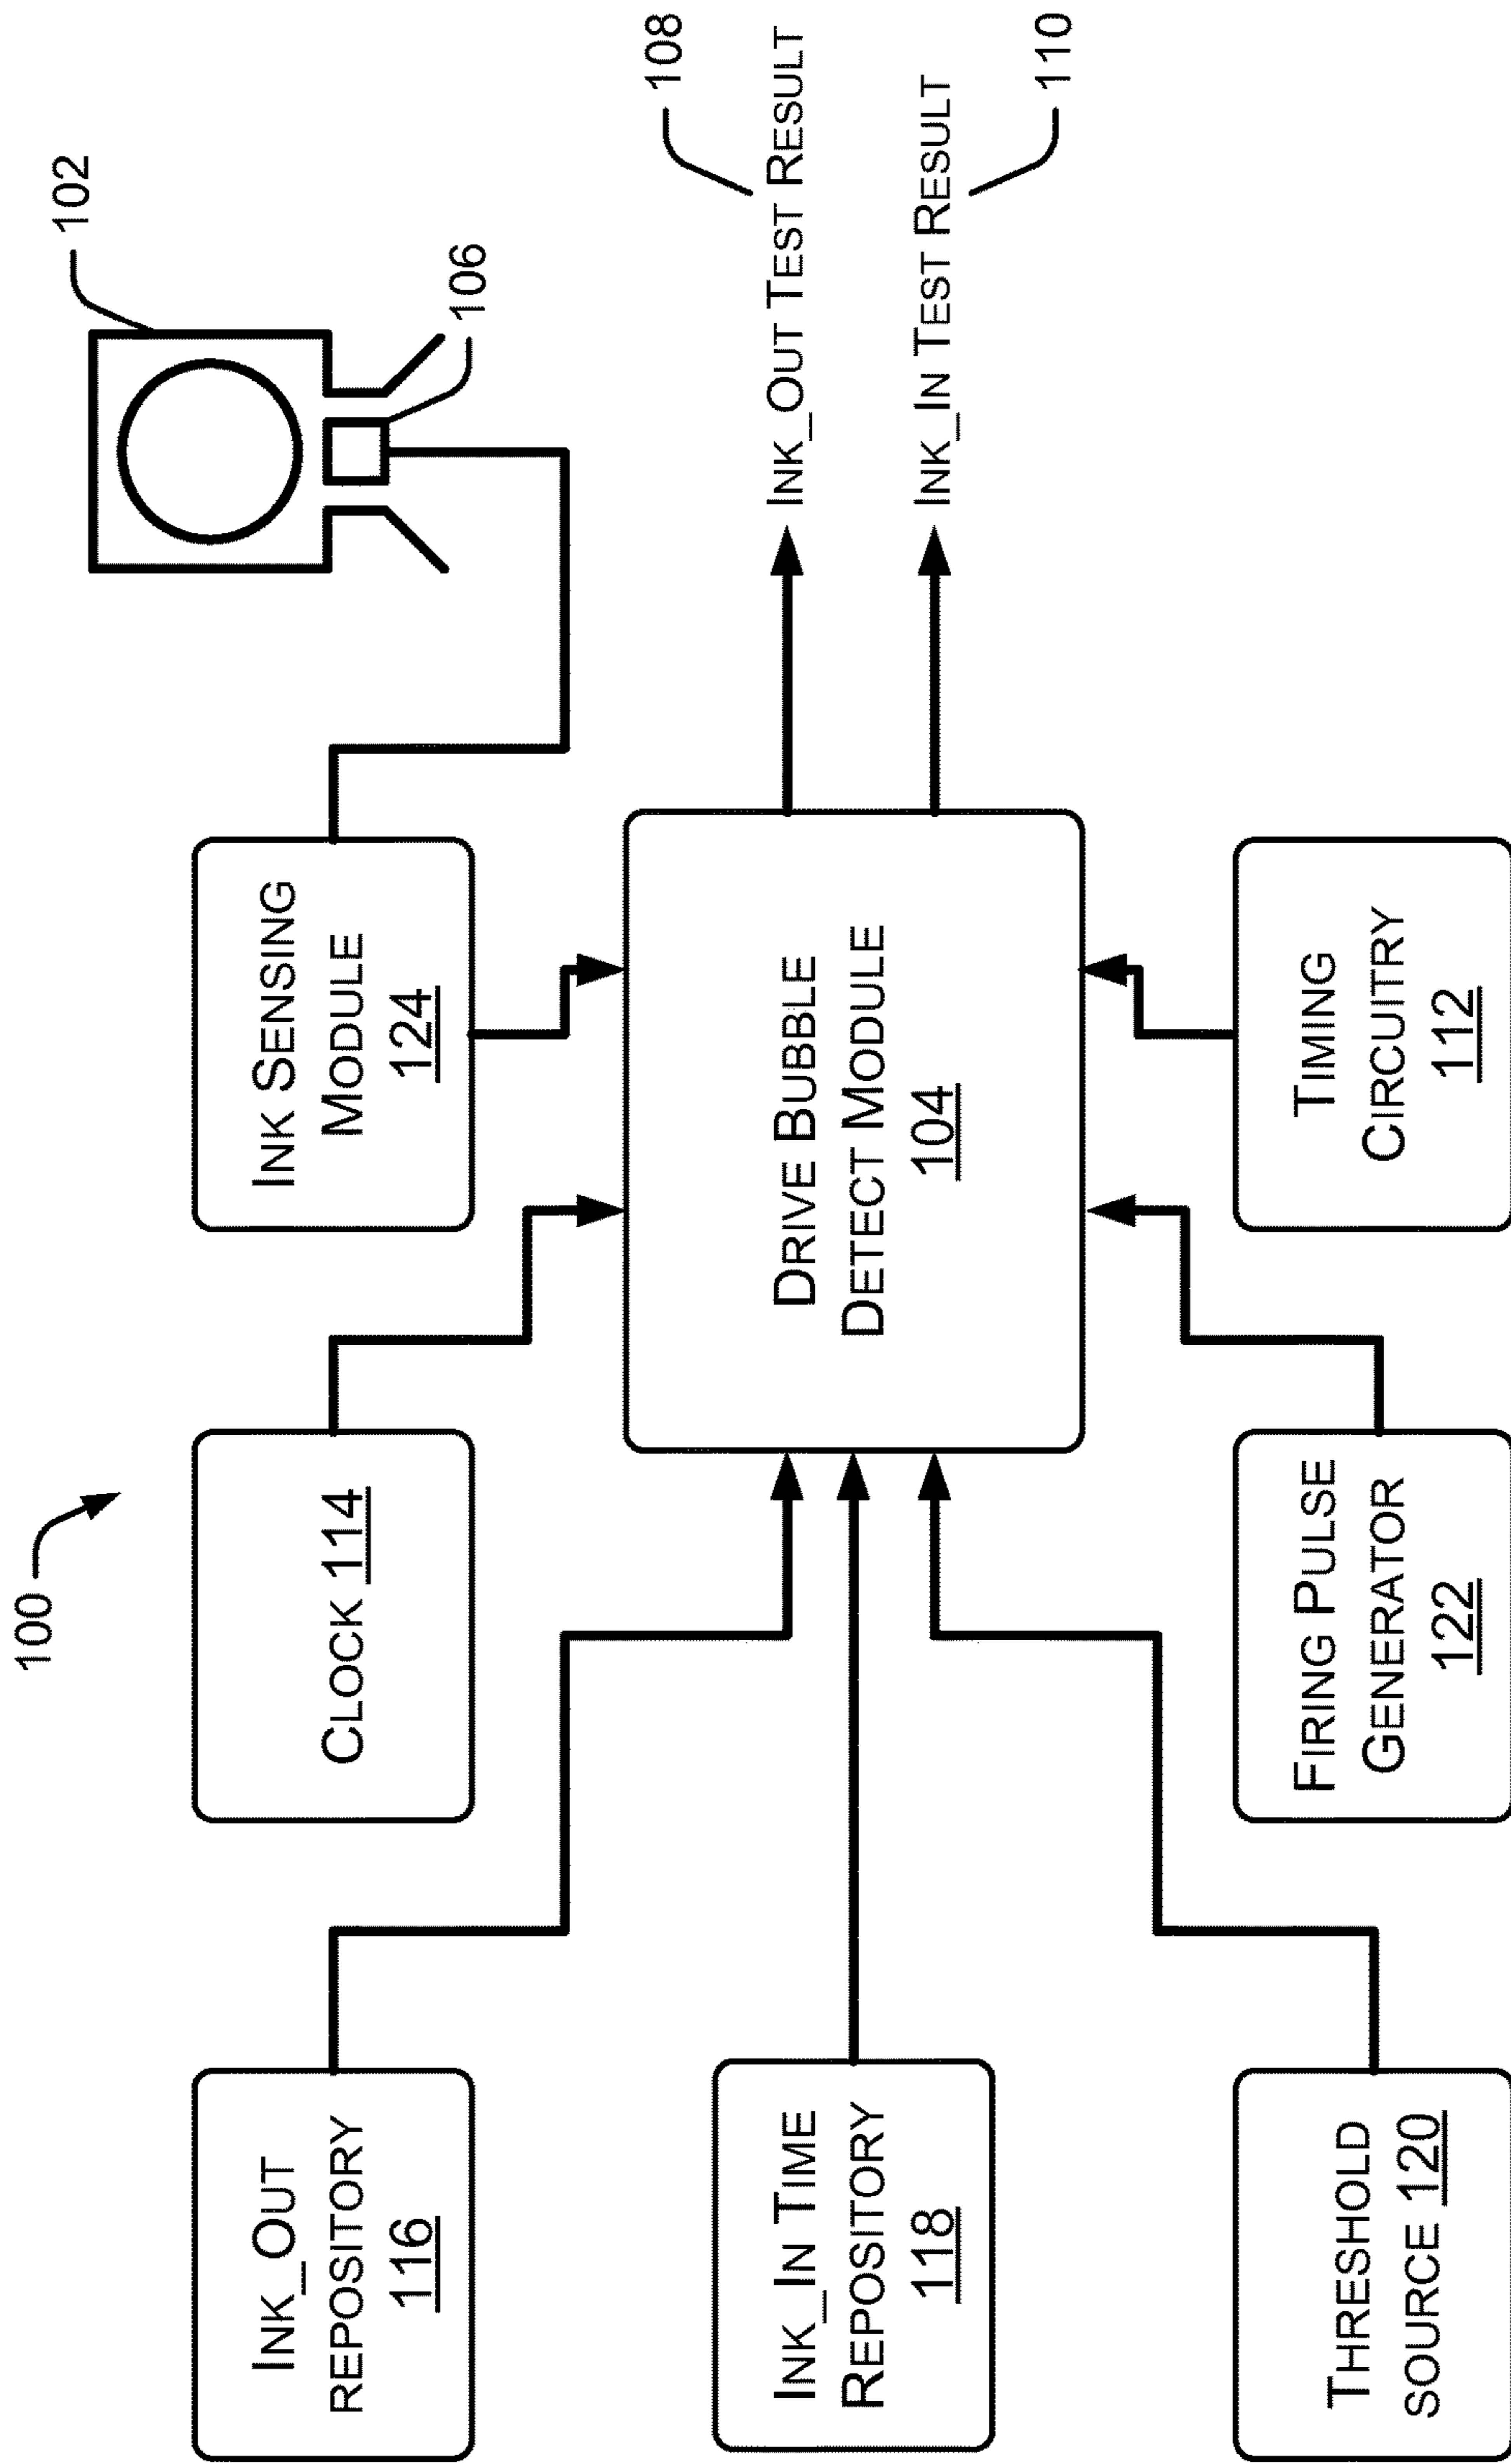 100
102
106
INK_OUT
REPOSITORY
116
CLOCK 114
INK SENSING
MODULE
124
INK_IN TIME
REPOSITORY
118
DRIVE BUBBLE
DETECT MODULE
104
108
INK_OUT TEST RESULT
INK_IN TEST RESULT
110
THRESHOLD
SOURCE 120
FIRING PULSE
GENERATOR
122
TIMING
CIRCUITRY
112